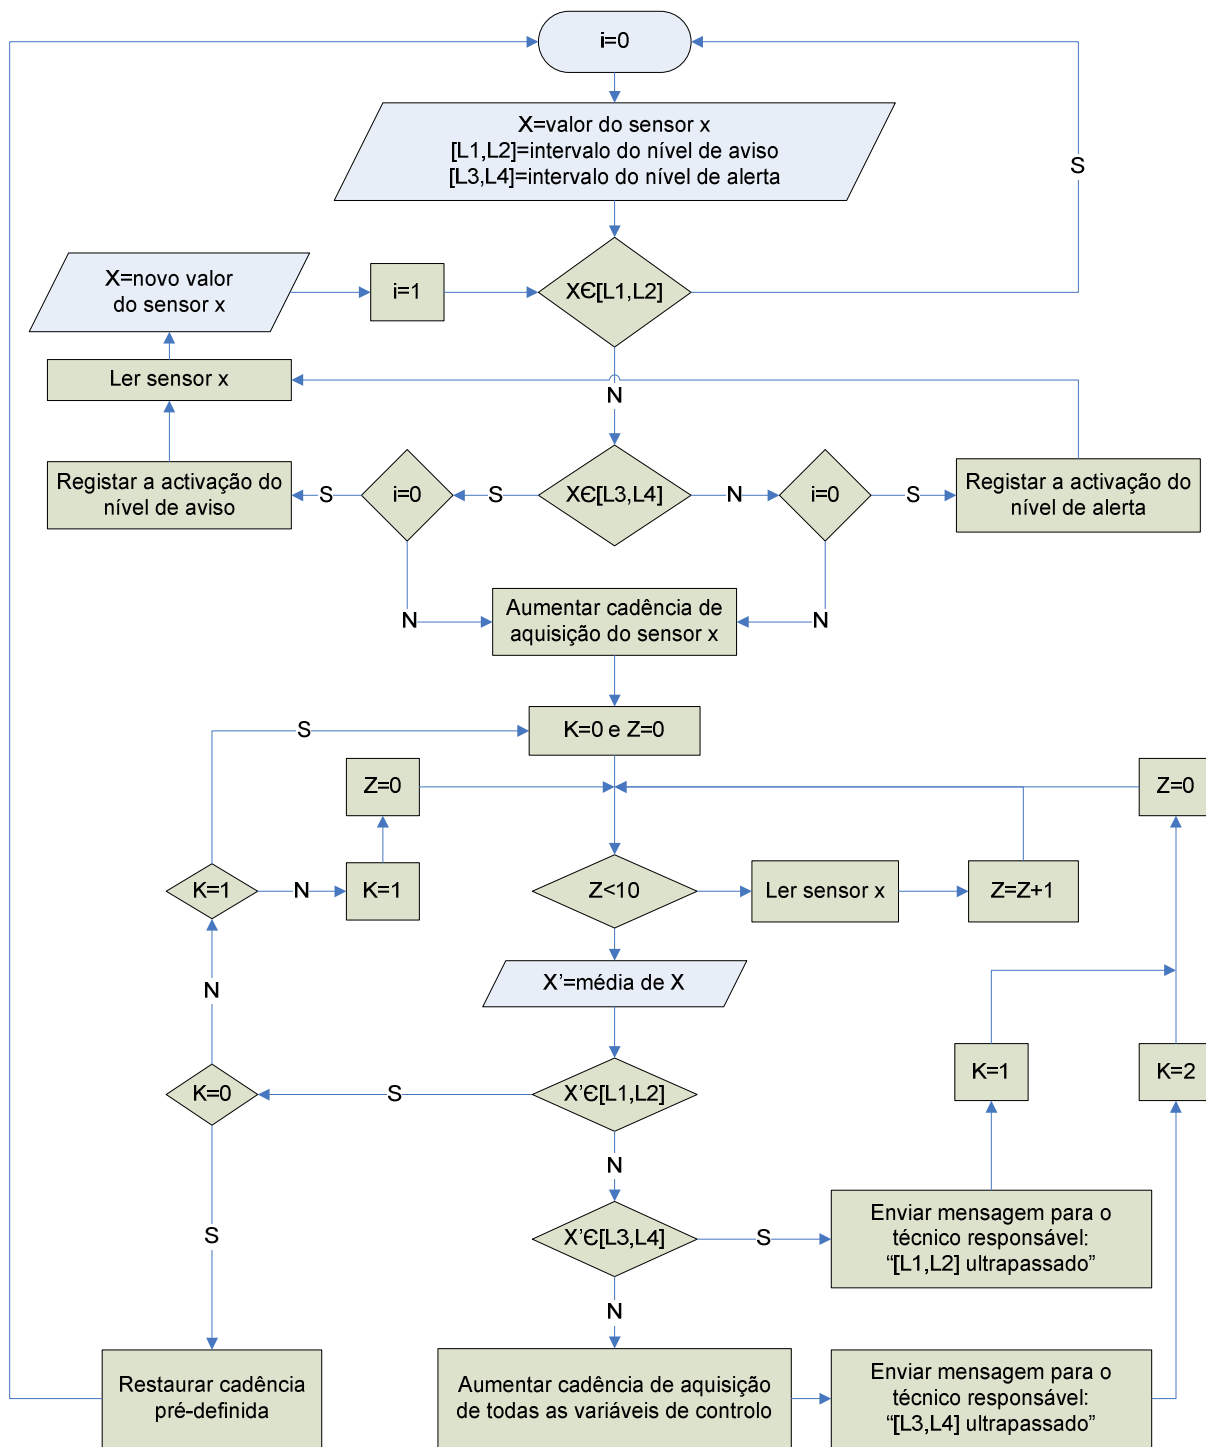 i=0
X=valor do sensor x
[L1,L2]=intervalo do nível de aviso
[L3,L4]=intervalo do nível de alerta
S
X=novo valor
do sensor x
i=1
XЄ[L1,L2]
Ler sensor x
N
Registar a activação do
nível de aviso
S
i=0
S
XЄ[L3,L4]
N
i=0
S
Registar a activação do
nível de alerta
N
Aumentar cadência de
aquisição do sensor x
N
K=0 e Z=0
S
Z=0
Z=0
K=1
N
K=1
Z<10
Ler sensor x
Z=Z+1
X’=média de X
N
K=0
S
X’Є[L1,L2]
K=1
K=2
N
S
X’Є[L3,L4]
S
Enviar mensagem para o
técnico responsável:
“[L1,L2] ultrapassado”
N
Restaurar cadência
pré-definida
Aumentar cadência de aquisição
de todas as variáveis de controlo
Enviar mensagem para o
técnico responsável:
“[L3,L4] ultrapassado”